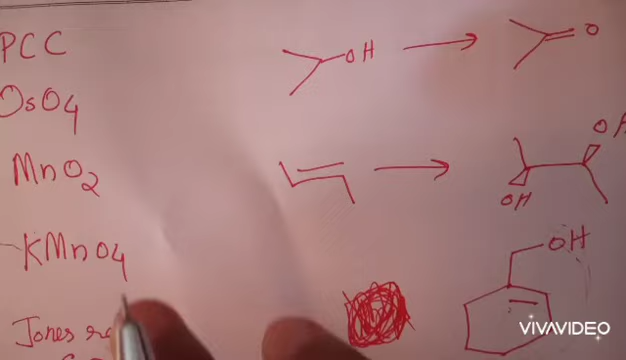 PCC
OH
O
OsO4
OH
MnO2
OH
OH
KMnO4
Jones
VIVAVIDEO